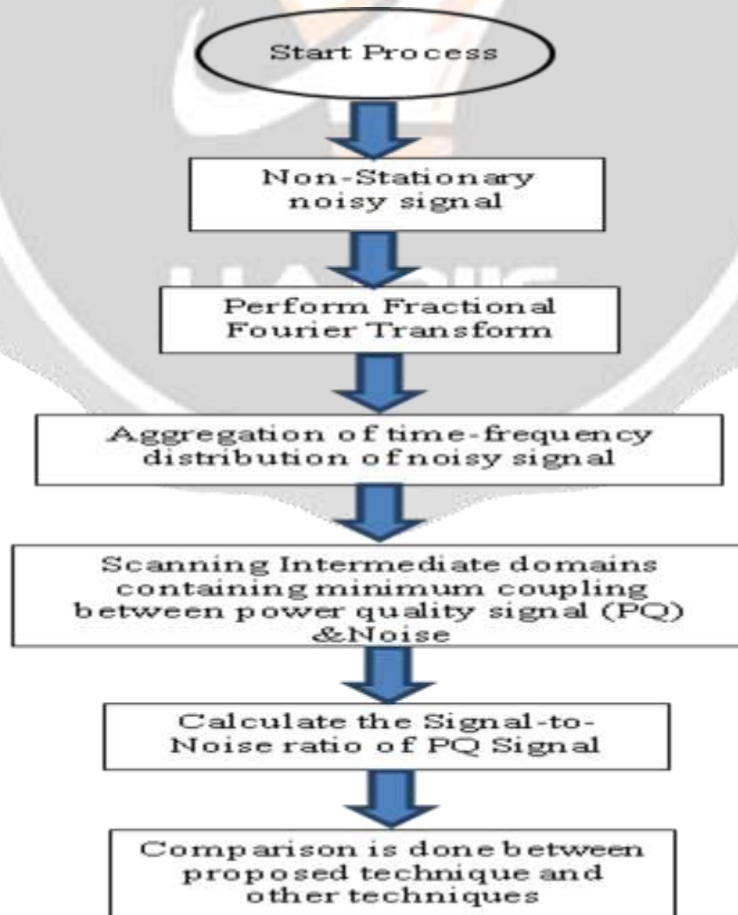 Start Process
Non-Stationary
noisy signal
Perform Fractional
Fourier Transform
Aggregation of time-frequency
distribution of noisy signal
Scanning Intermediate domains
containing minimum coupling
between power quality signal (PQ)
&Noise
Calculate the Signal-to-
Noise ratio of PQ Signal
Comparison is done between
proposed technique and
other techniques